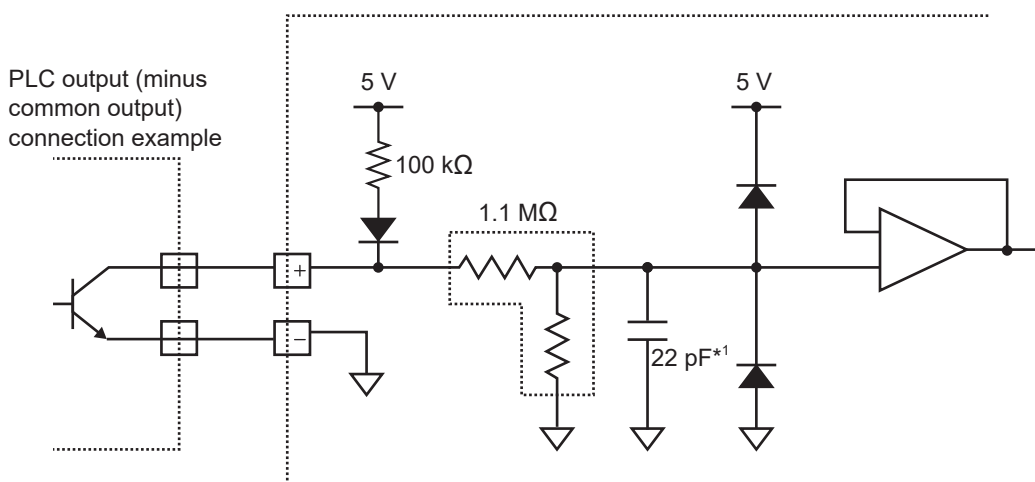 PLC output (minus
common output)
connection example
5 V
5 V
100 kΩ
1.1 MΩ
+
−
22 pF*1